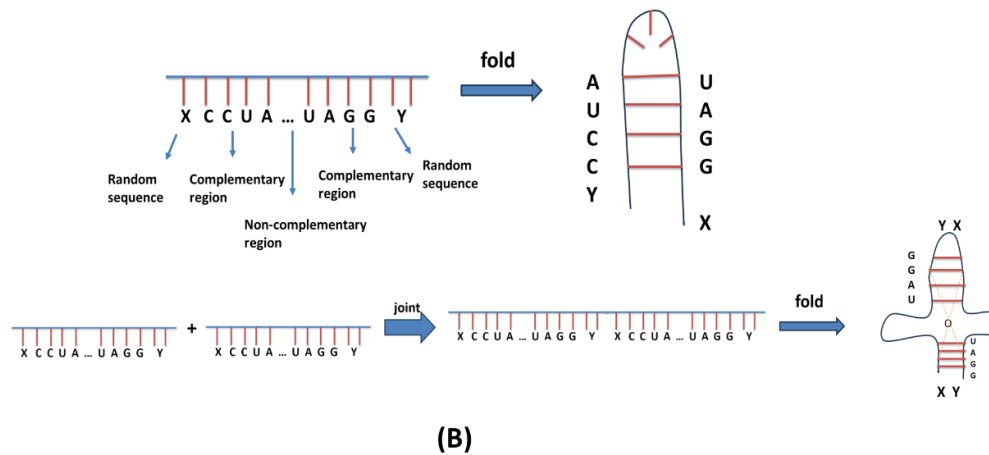 fold
X C C U A ... U A G G Y
Random
sequence
Complementary
region
Non-complementary
region
Complementary
region
Random
sequence
A
U
C
C
Y
U
A
G
G
X
X C C U A ... U A G G Y
+
X C C U A ... U A G G Y
joint
X C C U A ... U A G G Y X C C U A ... U A G G Y
fold
Y X
G
G
A
U
O
U
A
G
G
X Y
(B)